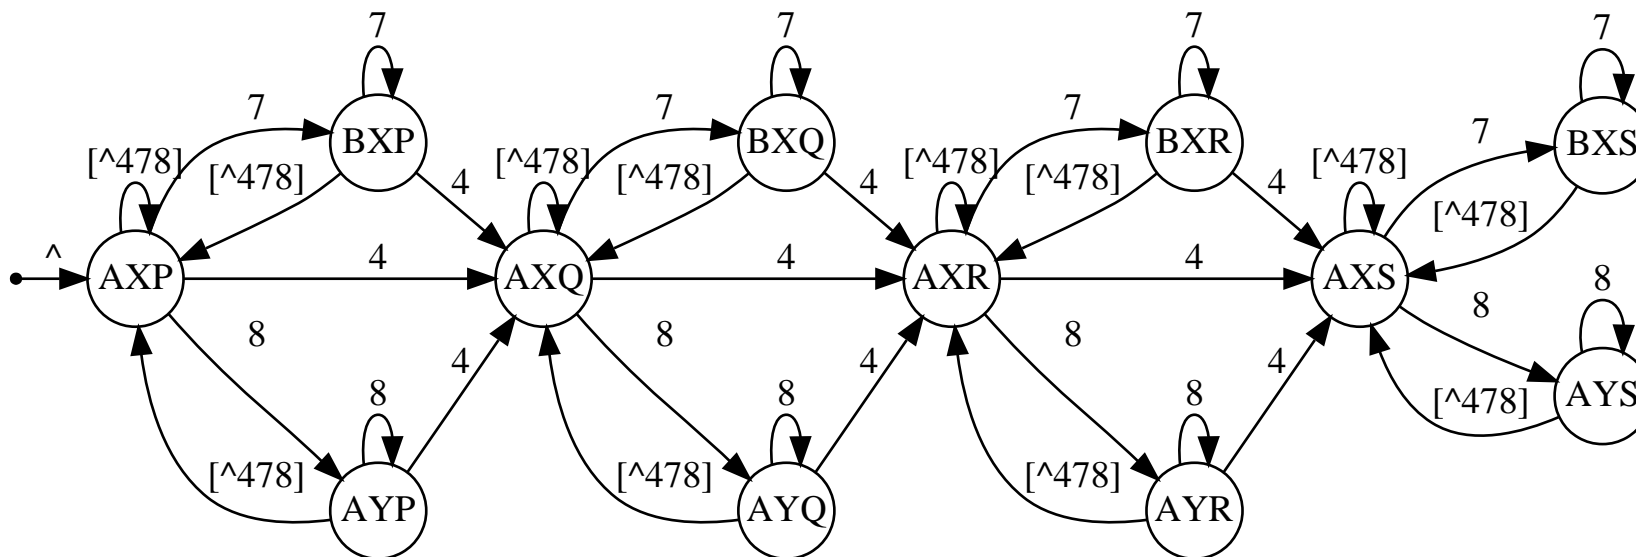 7 7 7 7
7 7 7 7
BXP BXQ BXR BXS
[^478] [^478] [^478] [^478]
[^478] [^478] [^478] [^478]
4 4 4
^ 4 4 4
AXP AXQ AXR AXS
8 8 8 8 8
4 4 4
8 8 8
AYS
[^478] [^478] [^478] [^478]
AYP AYQ AYR